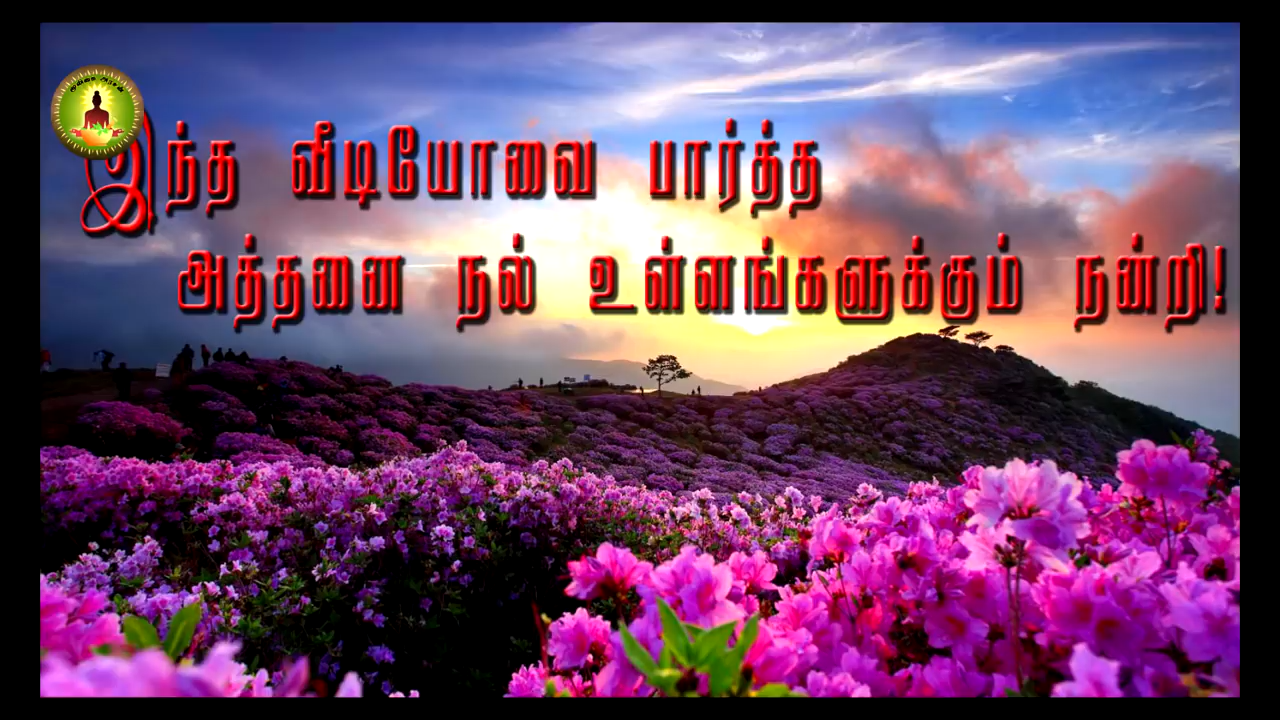 இந்த வீடியோவை பார்த்த
அத்தனை நல் உள்ளங்களுக்கும் நன்றி!